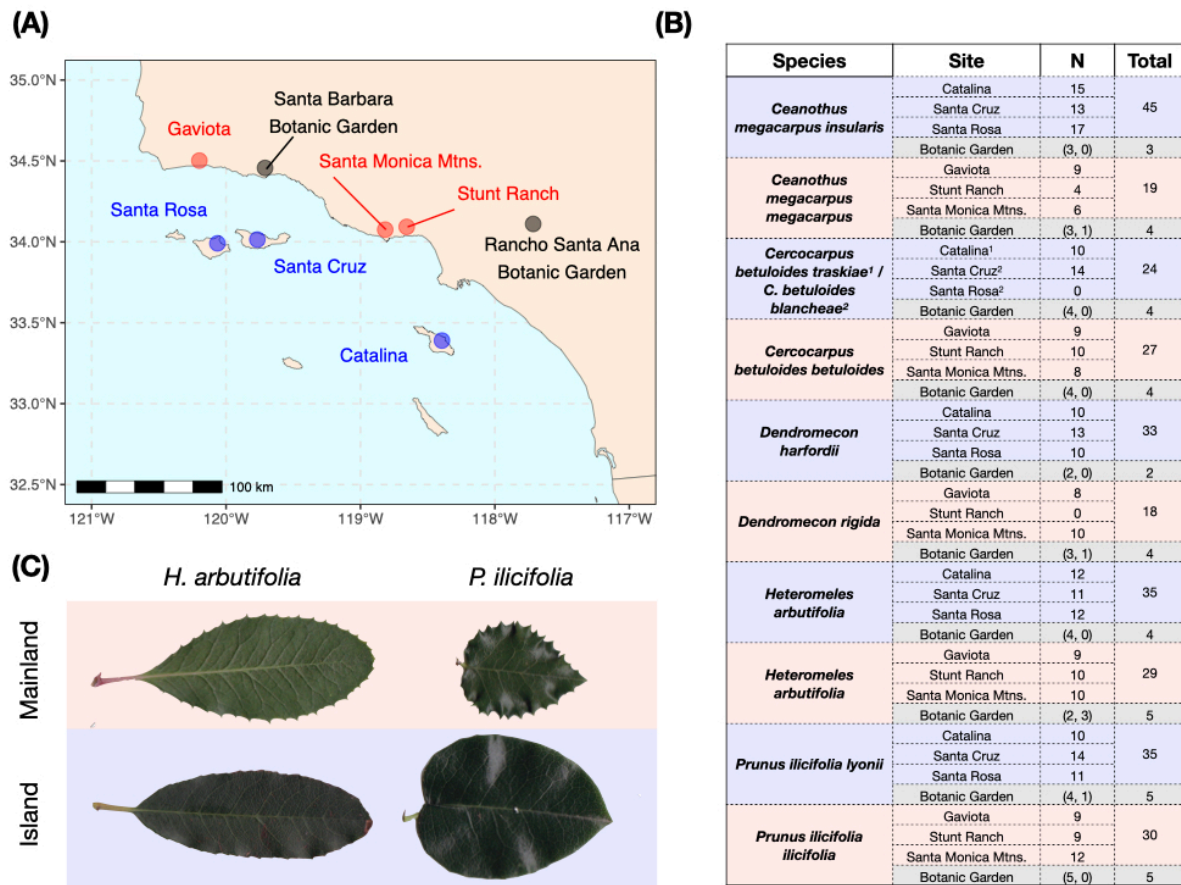 (A)
35.0°N
34.5°N
34.0°N
33.5°N
33.0°N
32.5°N
121°W
120°W
119°W
118°W
117°W
Santa Barbara
Botanic Garden
Gaviota
Santa Monica Mtns.
Stunt Ranch
Santa Rosa
Santa Cruz
Rancho Santa Ana
Botanic Garden
Catalina
100 km
(B)
Species Site N Total
Ceanothus
megacarpus insularis
Catalina 15
Santa Cruz 13
Santa Rosa 17
45
Botanic Garden (3, 0) 3
Ceanothus
megacarpus
megacarpus
Gaviota 9
Stunt Ranch 4
Santa Monica Mtns. 6
19
Botanic Garden (3, 1) 4
Cercocarpus
betuloides traskiae¹ /
C. betuloides
blancheae²
Catalina¹ 10
Santa Cruz² 14
Santa Rosa² 0
24
Botanic Garden (4, 0) 4
Cercocarpus
betuloides betuloides
Gaviota 9
Stunt Ranch 10
Santa Monica Mtns. 8
27
Botanic Garden (4, 0) 4
Dendromecon
harfordii
Catalina 10
Santa Cruz 13
Santa Rosa 10
33
Botanic Garden (2, 0) 2
Dendromecon rigida
Gaviota 8
Stunt Ranch 0
Santa Monica Mtns. 10
18
Botanic Garden (3, 1) 4
Heteromeles
arbutifolia
Catalina 12
Santa Cruz 11
Santa Rosa 12
35
Botanic Garden (4, 0) 4
Heteromeles
arbutifolia
Gaviota 9
Stunt Ranch 10
Santa Monica Mtns. 10
29
Botanic Garden (2, 3) 5
Prunus ilicifolia lyonii
Catalina 10
Santa Cruz 14
Santa Rosa 11
35
Botanic Garden (4, 1) 5
Prunus ilicifolia
ilicifolia
Gaviota 9
Stunt Ranch 9
Santa Monica Mtns. 12
30
Botanic Garden (5, 0) 5
(C)
H. arbutifolia
P. ilicifolia
Mainland
Island